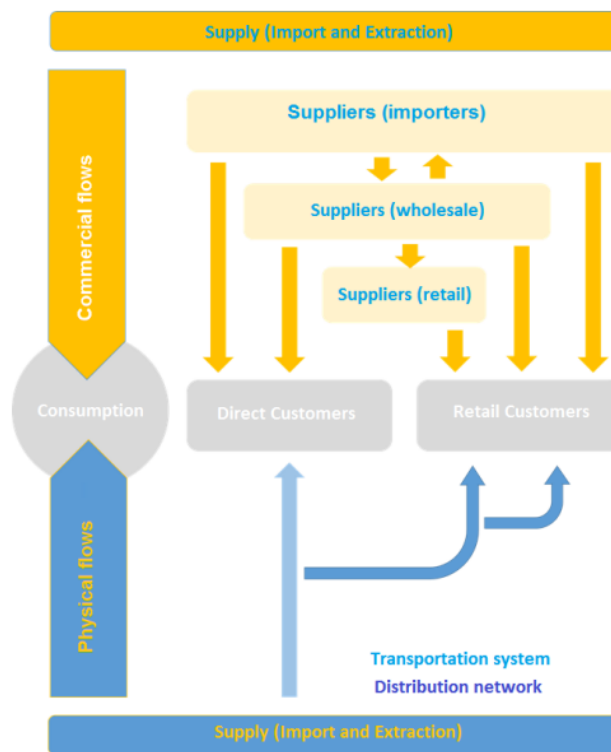 Supply (Import and Extraction)
Commercial flows
Suppliers (importers)
Suppliers (wholesale)
Suppliers (retail)
Consumption
Direct Customers
Retail Customers
Physical flows
Transportation system
Distribution network
Supply (Import and Extraction)